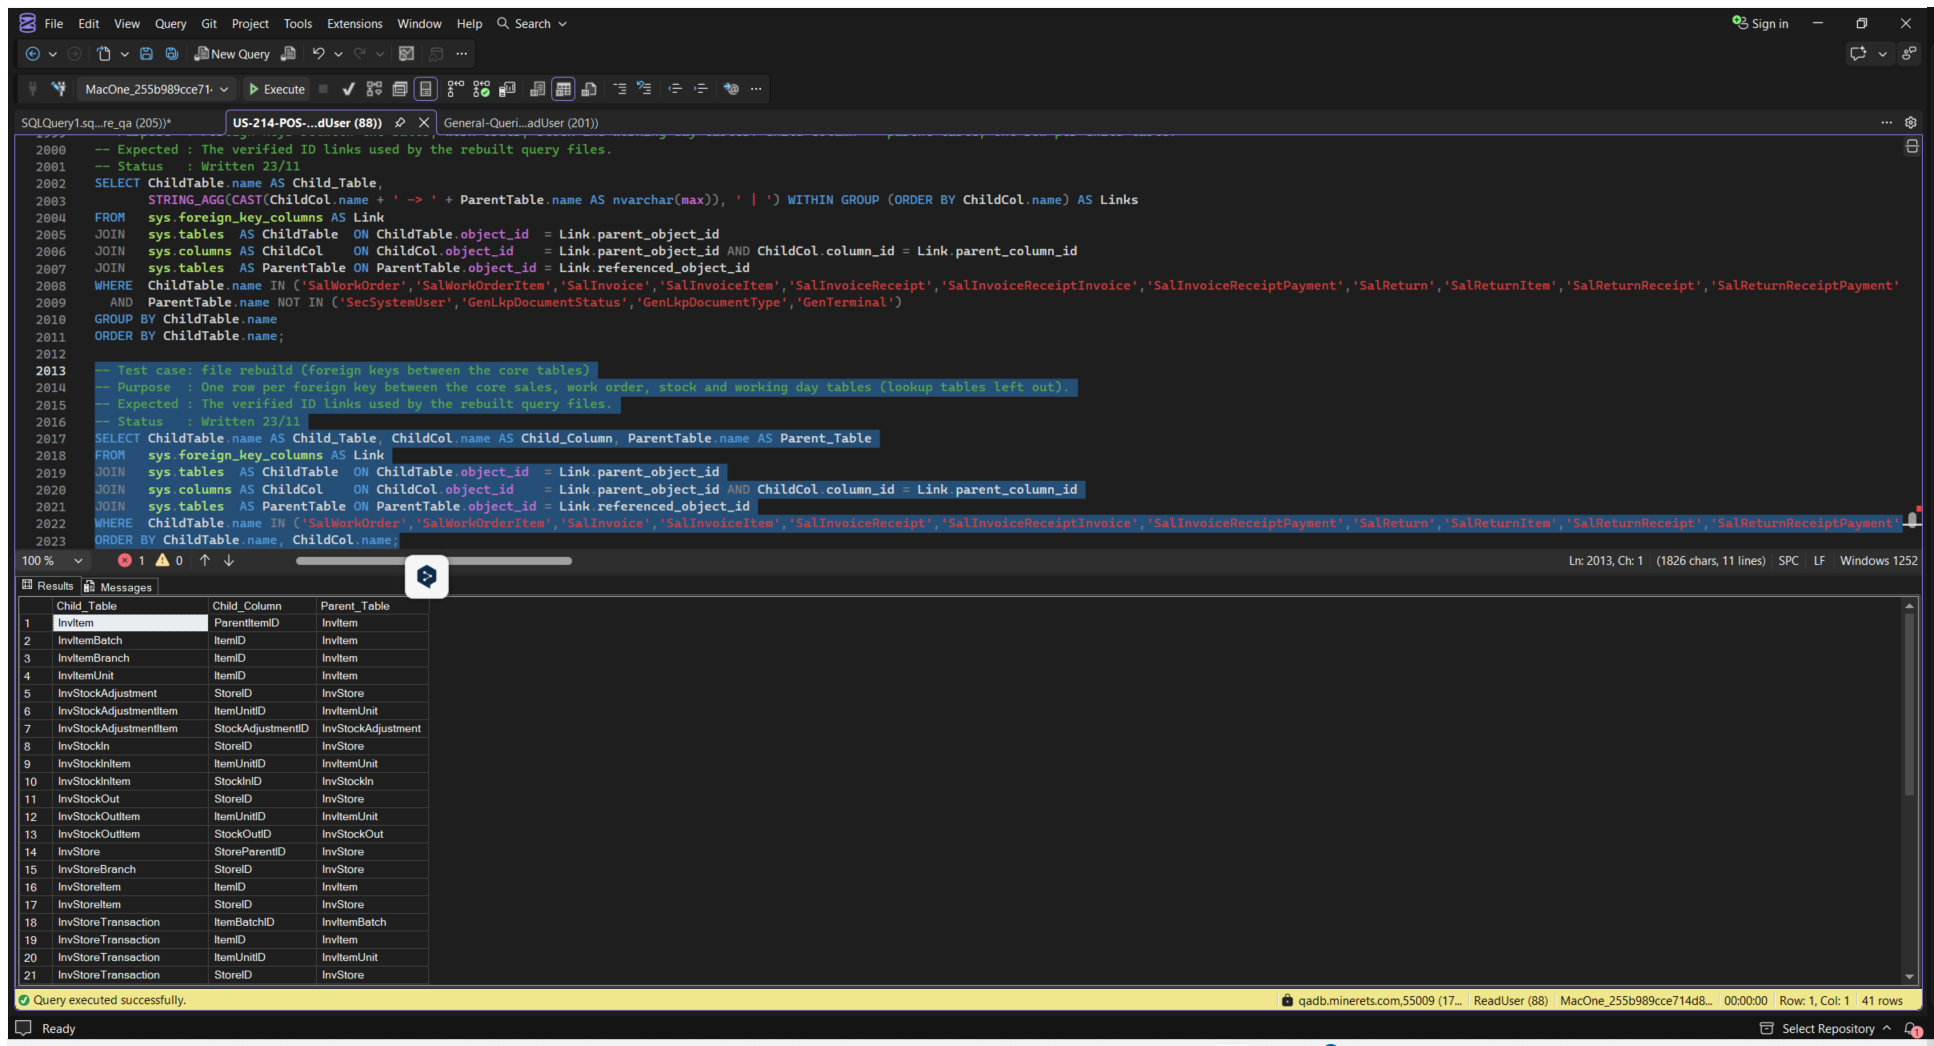 File Edit View Query Git Project Tools Extensions Window Help Search
Sign in
New Query
MacOne_255b989cce714 Execute
SQLQuery1.sq...re_qa (205))* US-214-POS-...dUser (88)) General-Queri...adUser (201))
2000 -- Expected : The verified ID links used by the rebuilt query files.
2001 -- Status : Written 23/11
2002 SELECT ChildTable.name AS Child_Table,
2003 STRING_AGG(CAST(ChildCol.name + ' -> ' + ParentTable.name AS nvarchar(max)), ' | ') WITHIN GROUP (ORDER BY ChildCol.name) AS Links
2004 FROM sys.foreign_key_columns AS Link
2005 JOIN sys.tables AS ChildTable ON ChildTable.object_id = Link.parent_object_id
2006 JOIN sys.columns AS ChildCol ON ChildCol.object_id = Link.parent_object_id AND ChildCol.column_id = Link.parent_column_id
2007 JOIN sys.tables AS ParentTable ON ParentTable.object_id = Link.referenced_object_id
2008 WHERE ChildTable.name IN ('SalWorkOrder','SalWorkOrderItem','SalInvoice','SalInvoiceItem','SalInvoiceReceipt','SalInvoiceReceiptInvoice','SalInvoiceReceiptPayment','SalReturn','SalReturnItem','SalReturnReceipt','SalReturnReceiptPayment'
2009 AND ParentTable.name NOT IN ('SecSystemUser','GenLkpDocumentStatus','GenLkpDocumentType','GenTerminal')
2010 GROUP BY ChildTable.name
2011 ORDER BY ChildTable.name;
2012
2013 -- Test case: file rebuild (foreign keys between the core tables)
2014 -- Purpose : One row per foreign key between the core sales, work order, stock and working day tables (lookup tables left out).
2015 -- Expected : The verified ID links used by the rebuilt query files.
2016 -- Status : Written 23/11
2017 SELECT ChildTable.name AS Child_Table, ChildCol.name AS Child_Column, ParentTable.name AS Parent_Table
2018 FROM sys.foreign_key_columns AS Link
2019 JOIN sys.tables AS ChildTable ON ChildTable.object_id = Link.parent_object_id
2020 JOIN sys.columns AS ChildCol ON ChildCol.object_id = Link.parent_object_id AND ChildCol.column_id = Link.parent_column_id
2021 JOIN sys.tables AS ParentTable ON ParentTable.object_id = Link.referenced_object_id
2022 WHERE ChildTable.name IN ('SalWorkOrder','SalWorkOrderItem','SalInvoice','SalInvoiceItem','SalInvoiceReceipt','SalInvoiceReceiptInvoice','SalInvoiceReceiptPayment','SalReturn','SalReturnItem','SalReturnReceipt','SalReturnReceiptPayment'
2023 ORDER BY ChildTable.name, ChildCol.name;
100 % 1 0 Ln: 2013, Ch: 1 (1826 chars, 11 lines) SPC LF Windows 1252
Results Messages
Child_Table Child_Column Parent_Table
1 InvItem ParentItemID InvItem
2 InvItemBatch ItemID InvItem
3 InvItemBranch ItemID InvItem
4 InvItemUnit ItemID InvItem
5 InvStockAdjustment StoreID InvStore
6 InvStockAdjustmentItem ItemUnitID InvItemUnit
7 InvStockAdjustmentItem StockAdjustmentID InvStockAdjustment
8 InvStockIn StoreID InvStore
9 InvStockInItem ItemUnitID InvItemUnit
10 InvStockInItem StockInID InvStockIn
11 InvStockOut StoreID InvStore
12 InvStockOutItem ItemUnitID InvItemUnit
13 InvStockOutItem StockOutID InvStockOut
14 InvStore StoreParentID InvStore
15 InvStoreBranch StoreID InvStore
16 InvStoreItem ItemID InvItem
17 InvStoreItem StoreID InvStore
18 InvStoreTransaction ItemBatchID InvItemBatch
19 InvStoreTransaction ItemID InvItem
20 InvStoreTransaction ItemUnitID InvItemUnit
21 InvStoreTransaction StoreID InvStore
Query executed successfully. qadb.minerets.com,55009 (17... ReadUser (88) MacOne_255b989cce714d8... 00:00:00 Row: 1, Col: 1 41 rows
Ready Select Repository 1